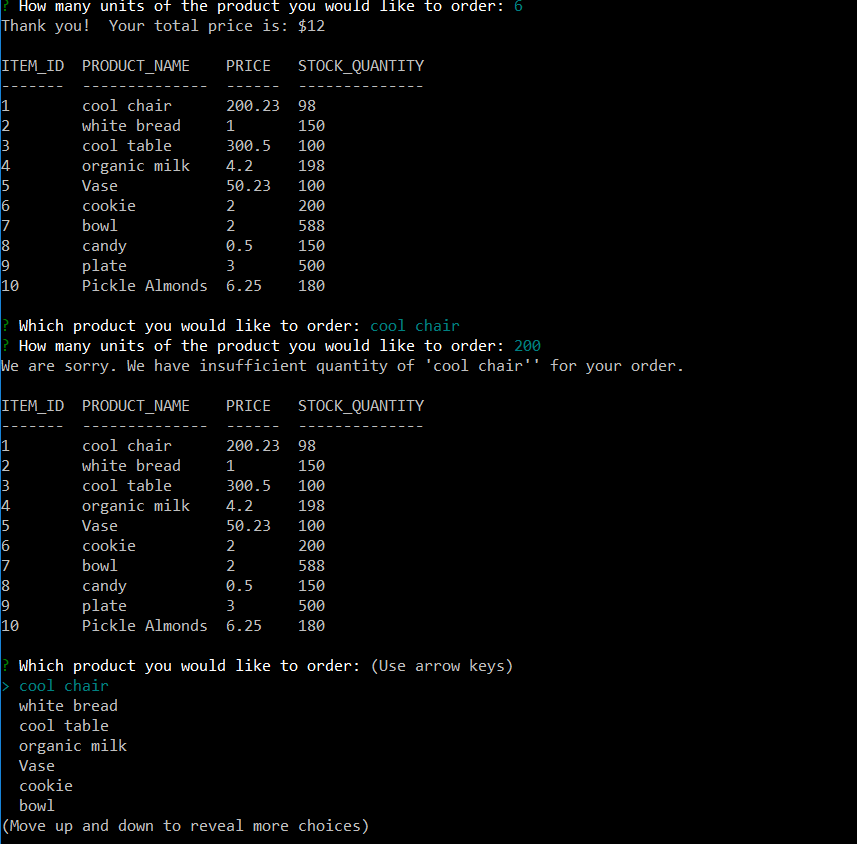 ? How many units of the product you would like to order: 6
Thank you!  Your total price is: $12
ITEM_ID  PRODUCT_NAME    PRICE   STOCK_QUANTITY
-------  --------------  ------  --------------
1        cool chair      200.23  98
2        white bread     1       150
3        cool table      300.5   100
4        organic milk    4.2     198
5        Vase            50.23   100
6        cookie          2       200
7        bowl            2       588
8        candy           0.5     150
9        plate           3       500
10       Pickle Almonds  6.25    180
? Which product you would like to order: cool chair
? How many units of the product you would like to order: 200
We are sorry. We have insufficient quantity of 'cool chair'' for your order.
ITEM_ID  PRODUCT_NAME    PRICE   STOCK_QUANTITY
-------  --------------  ------  --------------
1        cool chair      200.23  98
2        white bread     1       150
3        cool table      300.5   100
4        organic milk    4.2     198
5        Vase            50.23   100
6        cookie          2       200
7        bowl            2       588
8        candy           0.5     150
9        plate           3       500
10       Pickle Almonds  6.25    180
? Which product you would like to order: (Use arrow keys)
> cool chair
  white bread
  cool table
  organic milk
  Vase
  cookie
  bowl
(Move up and down to reveal more choices)